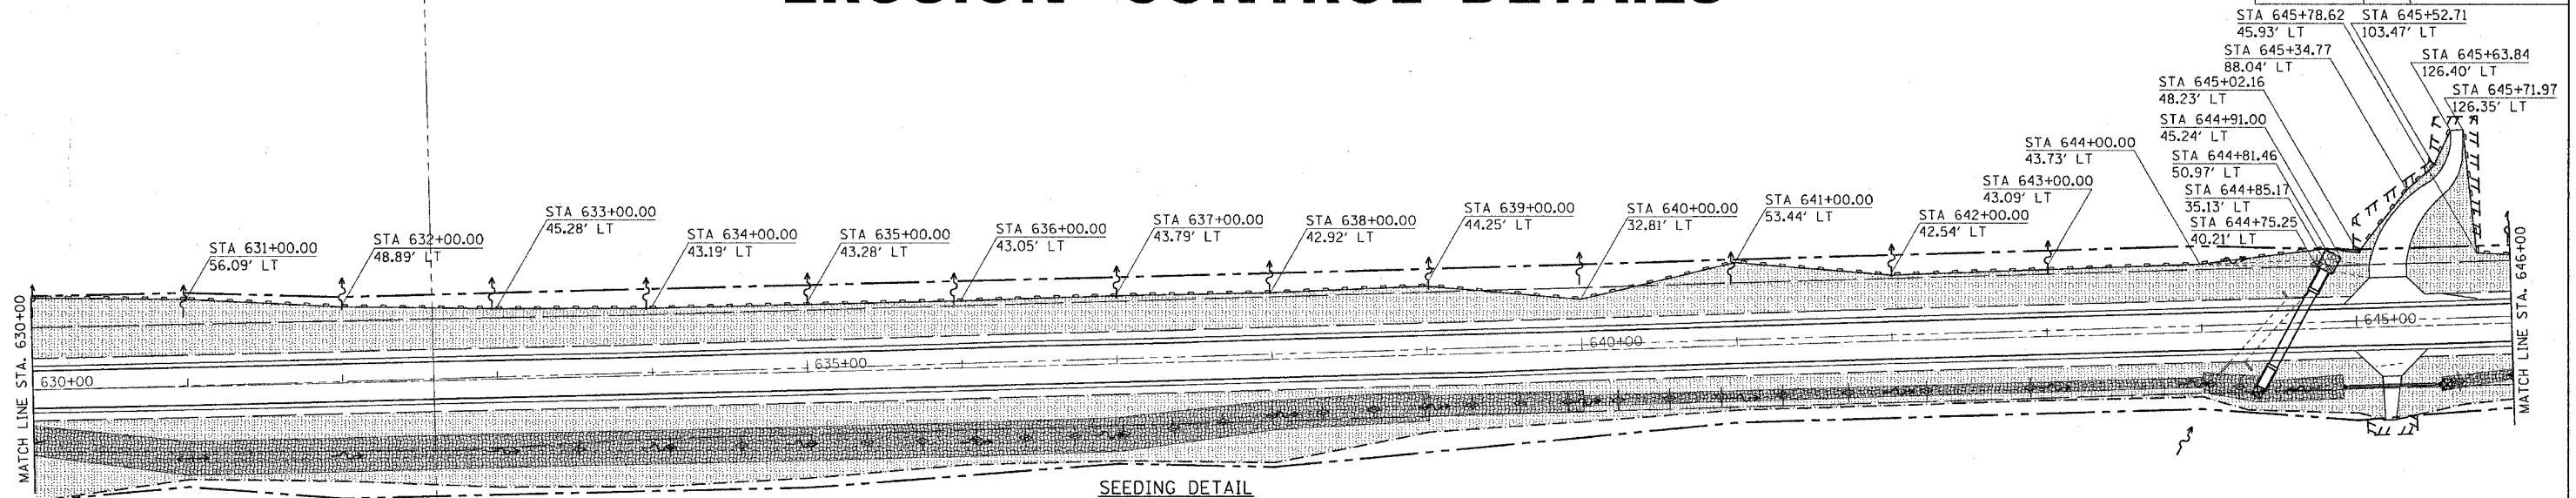 EROSION CONTROL DETAILS
STA 645+78.62
45.93' LT
STA 645+52.71
103.47' LT
STA 645+34.77
88.04' LT
STA 645+63.84
126.40' LT
STA 645+02.16
48.23' LT
STA 645+71.97
126.35' LT
STA 644+91.00
45.24' LT
STA 644+00.00
43.73' LT
STA 644+81.46
50.97' LT
STA 643+00.00
43.09' LT
STA 644+85.17
35.13' LT
STA 644+75.25
40.21' LT
STA 631+00.00
56.09' LT
STA 632+00.00
48.89' LT
STA 633+00.00
45.28' LT
STA 634+00.00
43.19' LT
STA 635+00.00
43.28' LT
STA 636+00.00
43.05' LT
STA 637+00.00
43.79' LT
STA 638+00.00
42.92' LT
STA 639+00.00
44.25' LT
STA 640+00.00
32.81' LT
STA 641+00.00
53.44' LT
STA 642+00.00
42.54' LT
MATCH LINE STA. 630+00
630+00
635+00
640+00
645+00
MATCH LINE STA. 646+00
SEEDING DETAIL